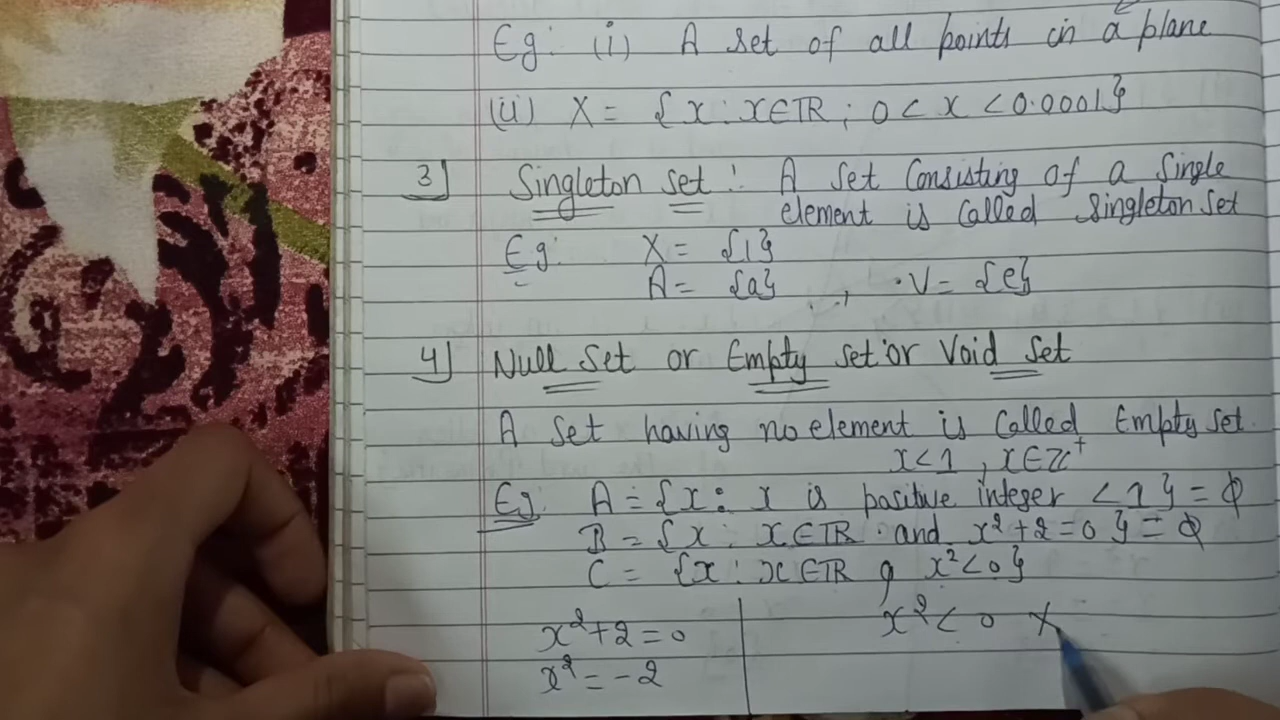 Eg: (i) A set of all points in a plane
(ii) X = {x : x∈ℝ ; 0 < x < 0.0001}
3) Singleton set : A set consisting of a single
element is called singleton set
Eg: X = {1}
A = {a} , V = {e}
4) Null set or Empty set or Void set
A set having no element is called Empty set.
x<1 , x∈ℤ⁺
Eg: A = {x : x is positive integer < 1} = ϕ
B = {x : x∈ℝ and x²+2=0} = ϕ
C = {x : x∈ℝ , x²<0}
x²+2=0
x²=-2
x² < 0 ×